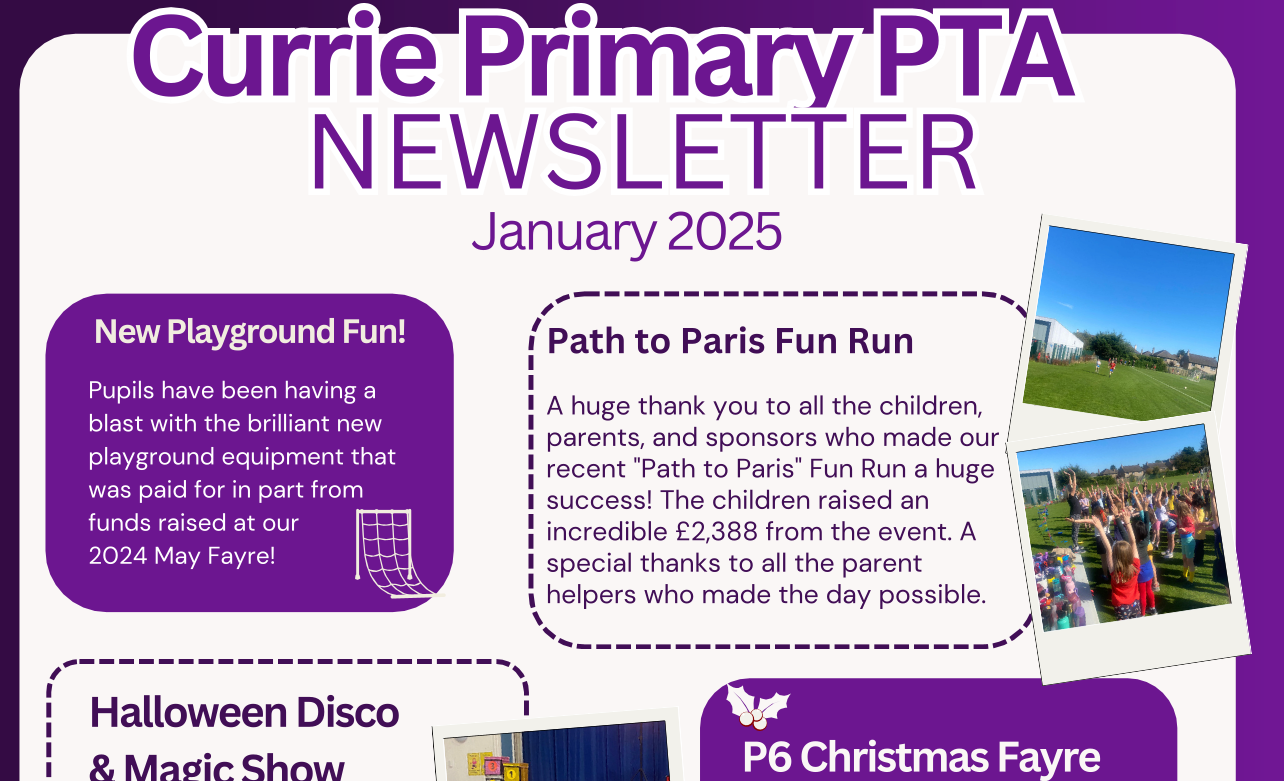 Currie Primary PTA
NEWSLETTER
January 2025
New Playground Fun!
Pupils have been having a
blast with the brilliant new
playground equipment that
was paid for in part from
funds raised at our
2024 May Fayre!
Path to Paris Fun Run
A huge thank you to all the children,
parents, and sponsors who made our
recent "Path to Paris" Fun Run a huge
success! The children raised an
incredible £2,388 from the event. A
special thanks to all the parent
helpers who made the day possible.
Halloween Disco
& Magic Show
P6 Christmas Fayre